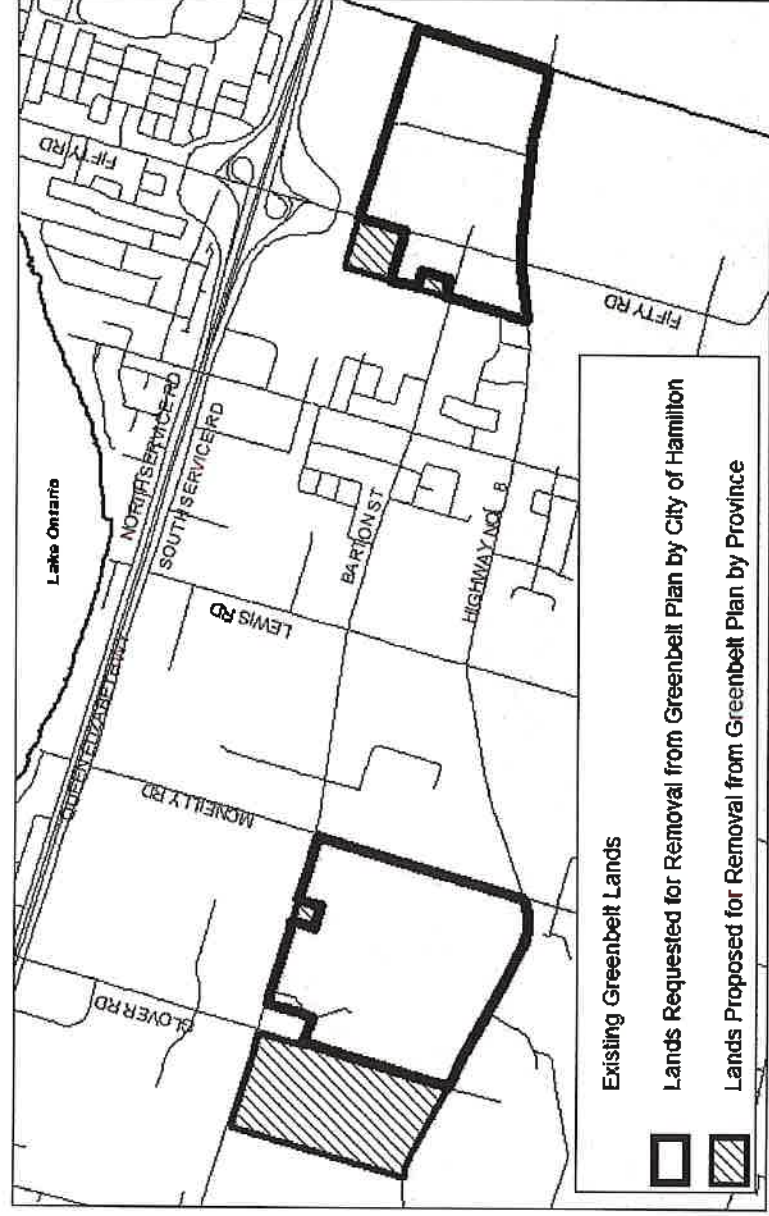 Lake Ontario
FIFTY RD
NORTH SERVICE RD
SOUTH SERVICE RD
QUEEN ELIZABETH
LEWIS RD
BARTON ST
HIGHWAY NO. 8
MCNEILLY RD
GLOVER RD
FIFTY RD
Existing Greenbelt Lands
Lands Requested for Removal from Greenbelt Plan by City of Hamilton
Lands Proposed for Removal from Greenbelt Plan by Province